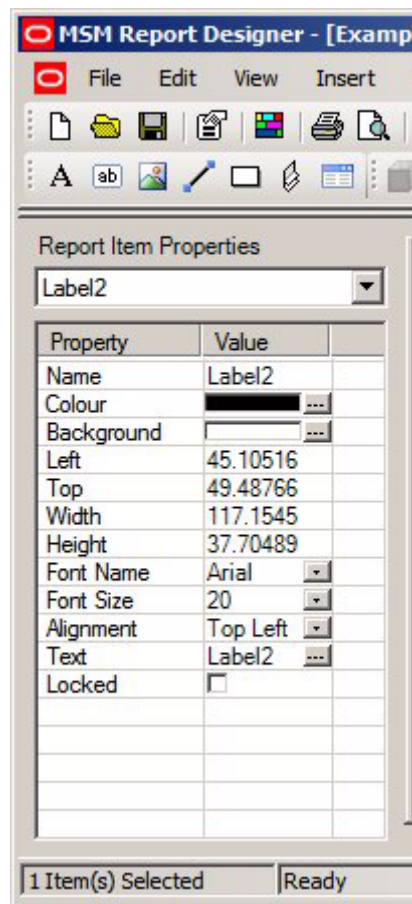 MSM Report Designer - [Examp
File Edit View Insert
A ab
Report Item Properties
Label2
Property Value
Name Label2
Colour
Background
Left 45.10516
Top 49.48766
Width 117.1545
Height 37.70489
Font Name Arial
Font Size 20
Alignment Top Left
Text Label2
Locked
1 Item(s) Selected Ready